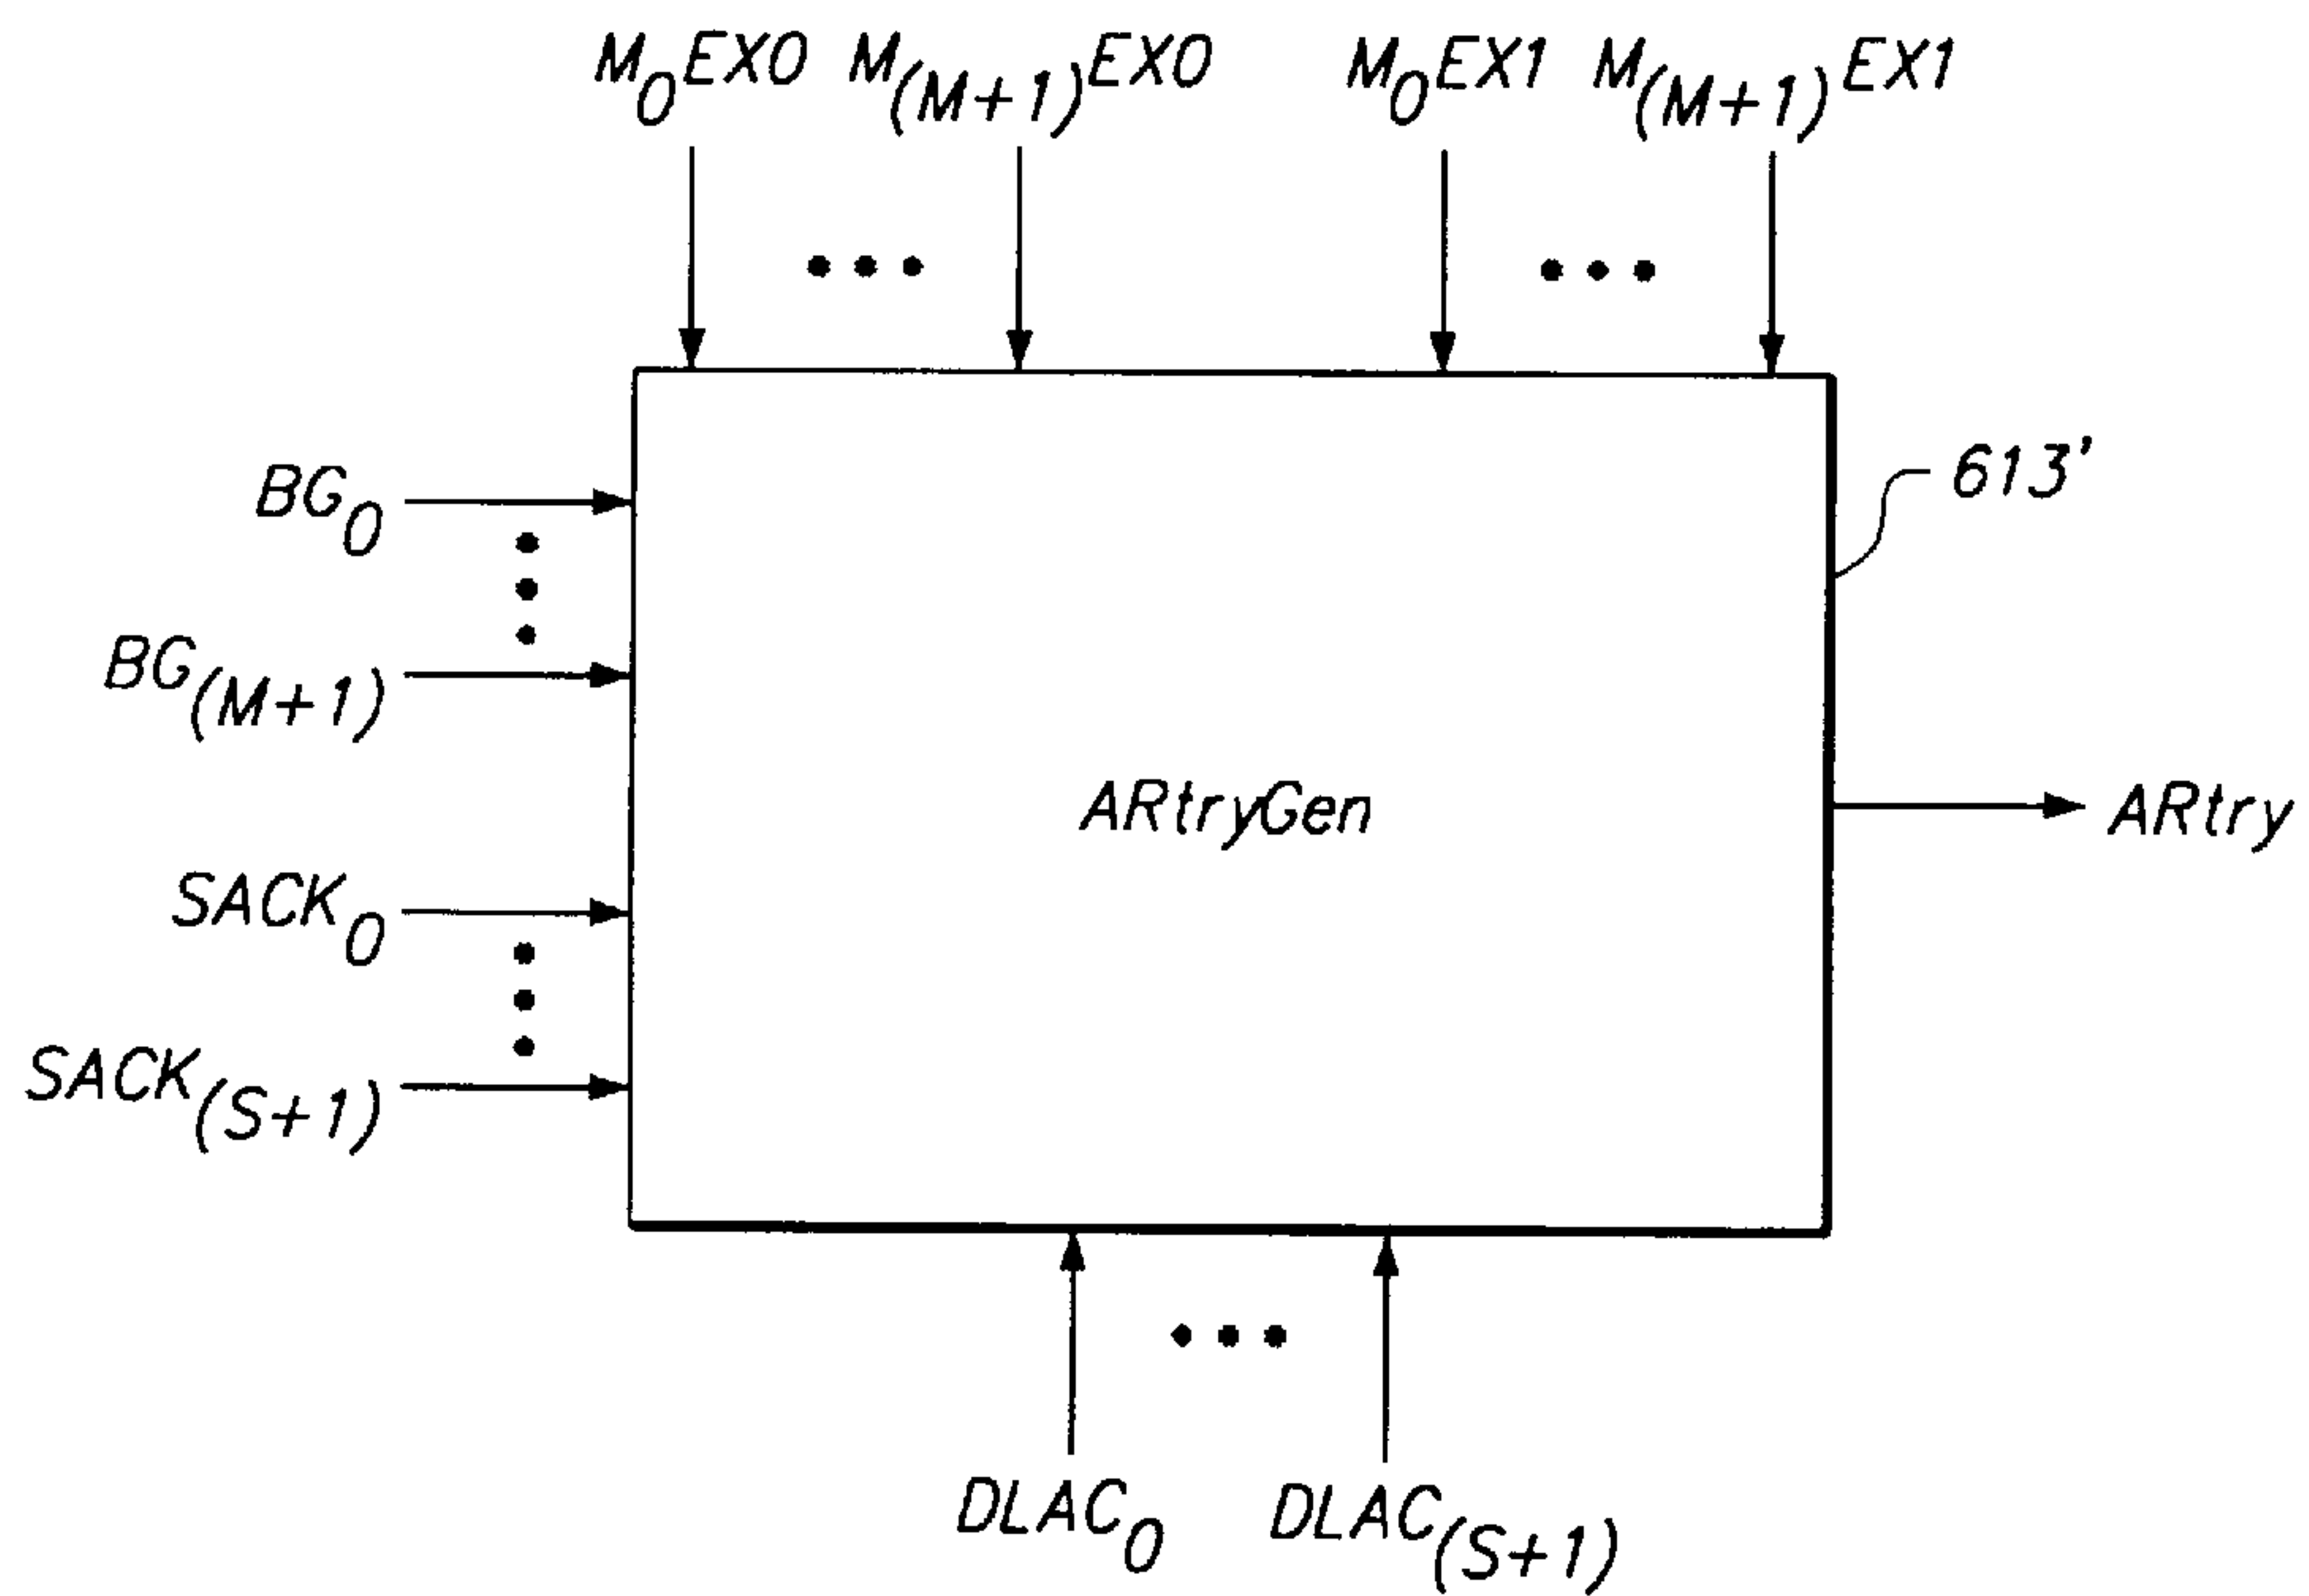 M₀EX0 M₍M+1₎EX0 M₀EX1 M₍M+1₎EX1
613'
BG₀
BG₍M+1₎
ARtryGen
ARtry
SACK₀
SACK₍S+1₎
DLAC₀ DLAC₍S+1₎